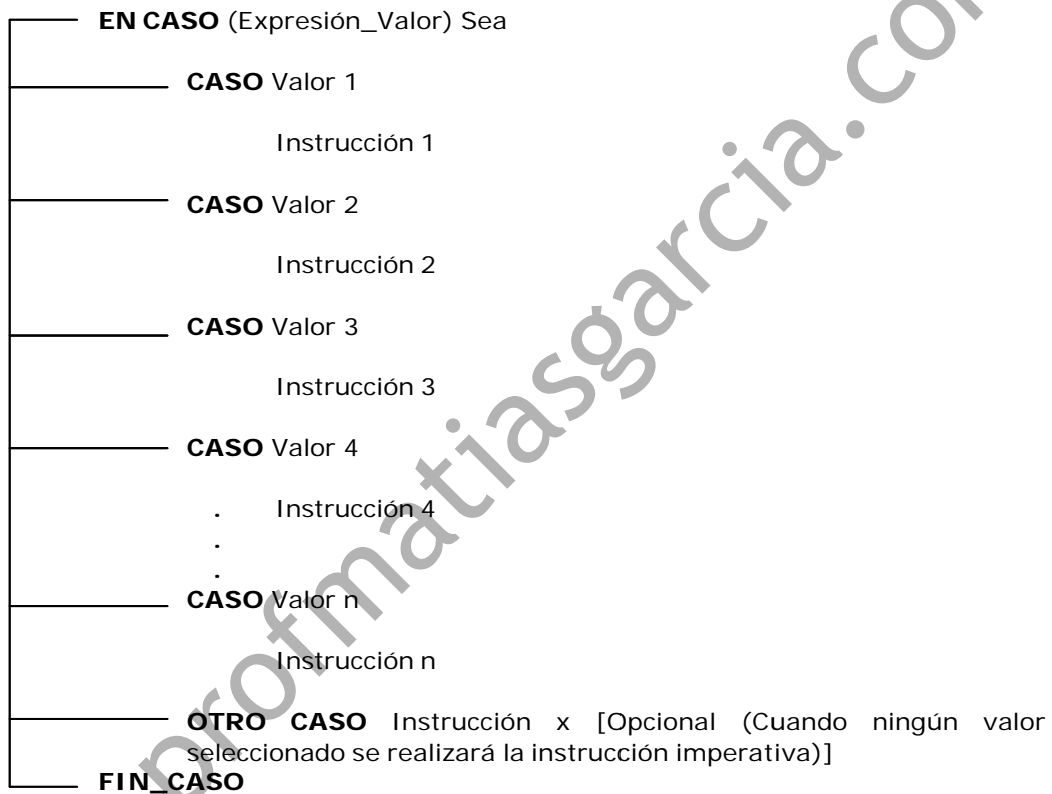 EN CASO (Expresión_Valor) Sea
CASO Valor 1
Instrucción 1
CASO Valor 2
Instrucción 2
CASO Valor 3
Instrucción 3
CASO Valor 4
. Instrucción 4
.
.
CASO Valor n
Instrucción n
OTRO CASO Instrucción x [Opcional (Cuando ningún valor
seleccionado se realizará la instrucción imperativa)]
FIN_CASO
profmatiasgarcia.com